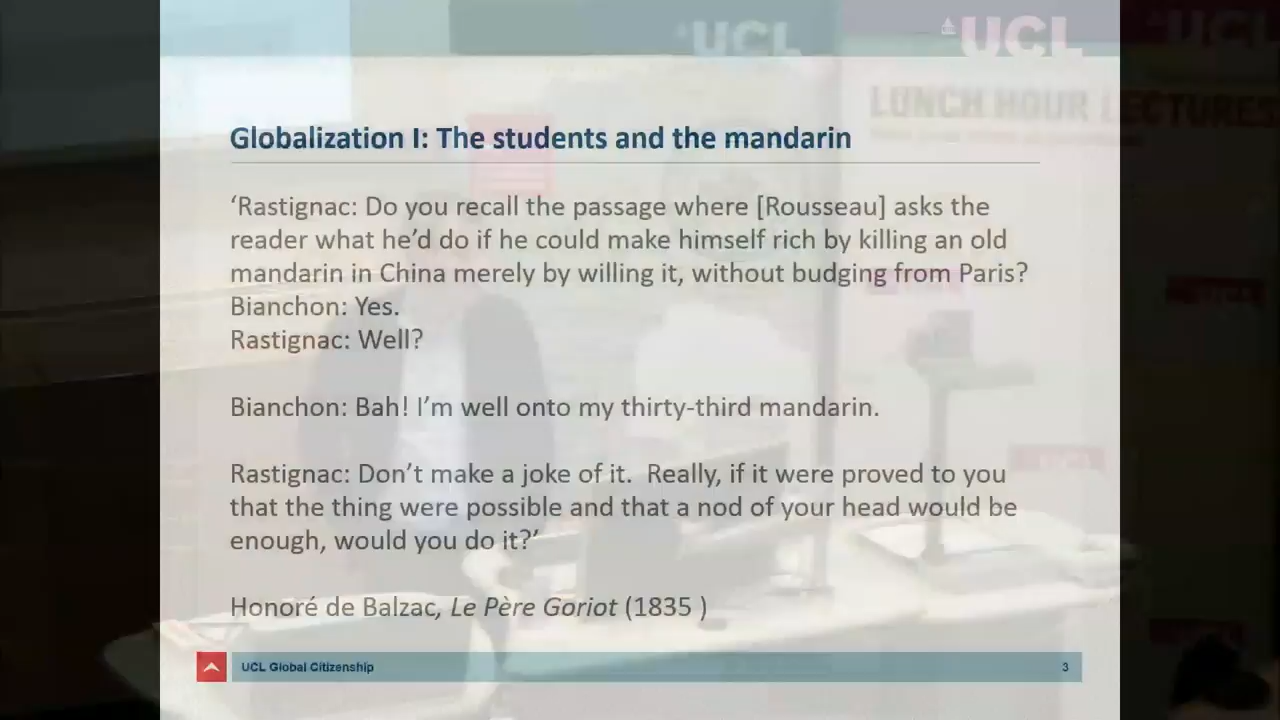 UCL
UCL
UCL
LUNCH HOUR LECTURES
Globalization I: The students and the mandarin
‘Rastignac: Do you recall the passage where [Rousseau] asks the
reader what he’d do if he could make himself rich by killing an old
mandarin in China merely by willing it, without budging from Paris?
Bianchon: Yes.
Rastignac: Well?
Bianchon: Bah! I’m well onto my thirty-third mandarin.
Rastignac: Don’t make a joke of it.  Really, if it were proved to you
that the thing were possible and that a nod of your head would be
enough, would you do it?’
Honoré de Balzac, Le Père Goriot (1835 )
UCL Global Citizenship
3